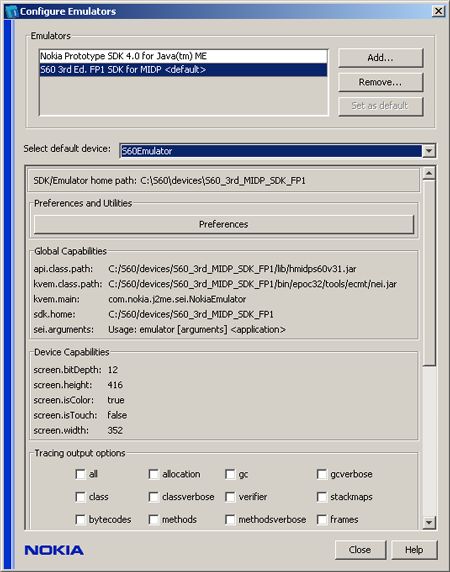 Configure Emulators
Emulators
Nokia Prototype SDK 4.0 for Java(tm) ME
S60 3rd Ed. FP1 SDK for MIDP <default>
Add...
Remove...
Set as default
Select default device: S60Emulator
SDK/Emulator home path: C:\S60\devices\S60_3rd_MIDP_SDK_FP1
Preferences and Utilities
Preferences
Global Capabilities
api.class.path: C:/S60/devices/S60_3rd_MIDP_SDK_FP1/lib/hmidps60v31.jar
kvem.class.path: C:/S60/devices/S60_3rd_MIDP_SDK_FP1/bin/epoc32/tools/ecmt/nei.jar
kvem.main: com.nokia.j2me.sei.NokiaEmulator
sdk.home: C:/S60/devices/S60_3rd_MIDP_SDK_FP1
sei.arguments: Usage: emulator [arguments] <application>
Device Capabilities
screen.bitDepth: 12
screen.height: 416
screen.isColor: true
screen.isTouch: false
screen.width: 352
Tracing output options
all allocation gc gcverbose
class classverbose verifier stackmaps
bytecodes methods methodsverbose frames
NOKIA Close Help